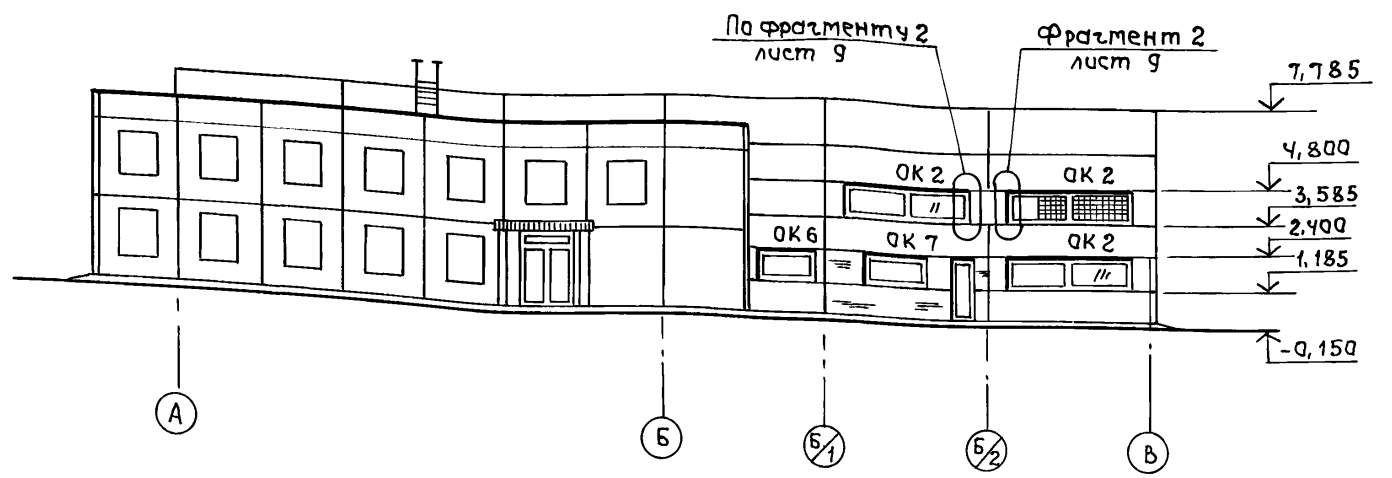 По фрагменту 2
лист 9
Фрагмент 2
лист 9
7,785
ОК 2
ОК 2
4,800
3,585
ОК 6
ОК 7
ОК 2
2,400
1,185
-0,150
А
Б
Б/1
Б/2
В